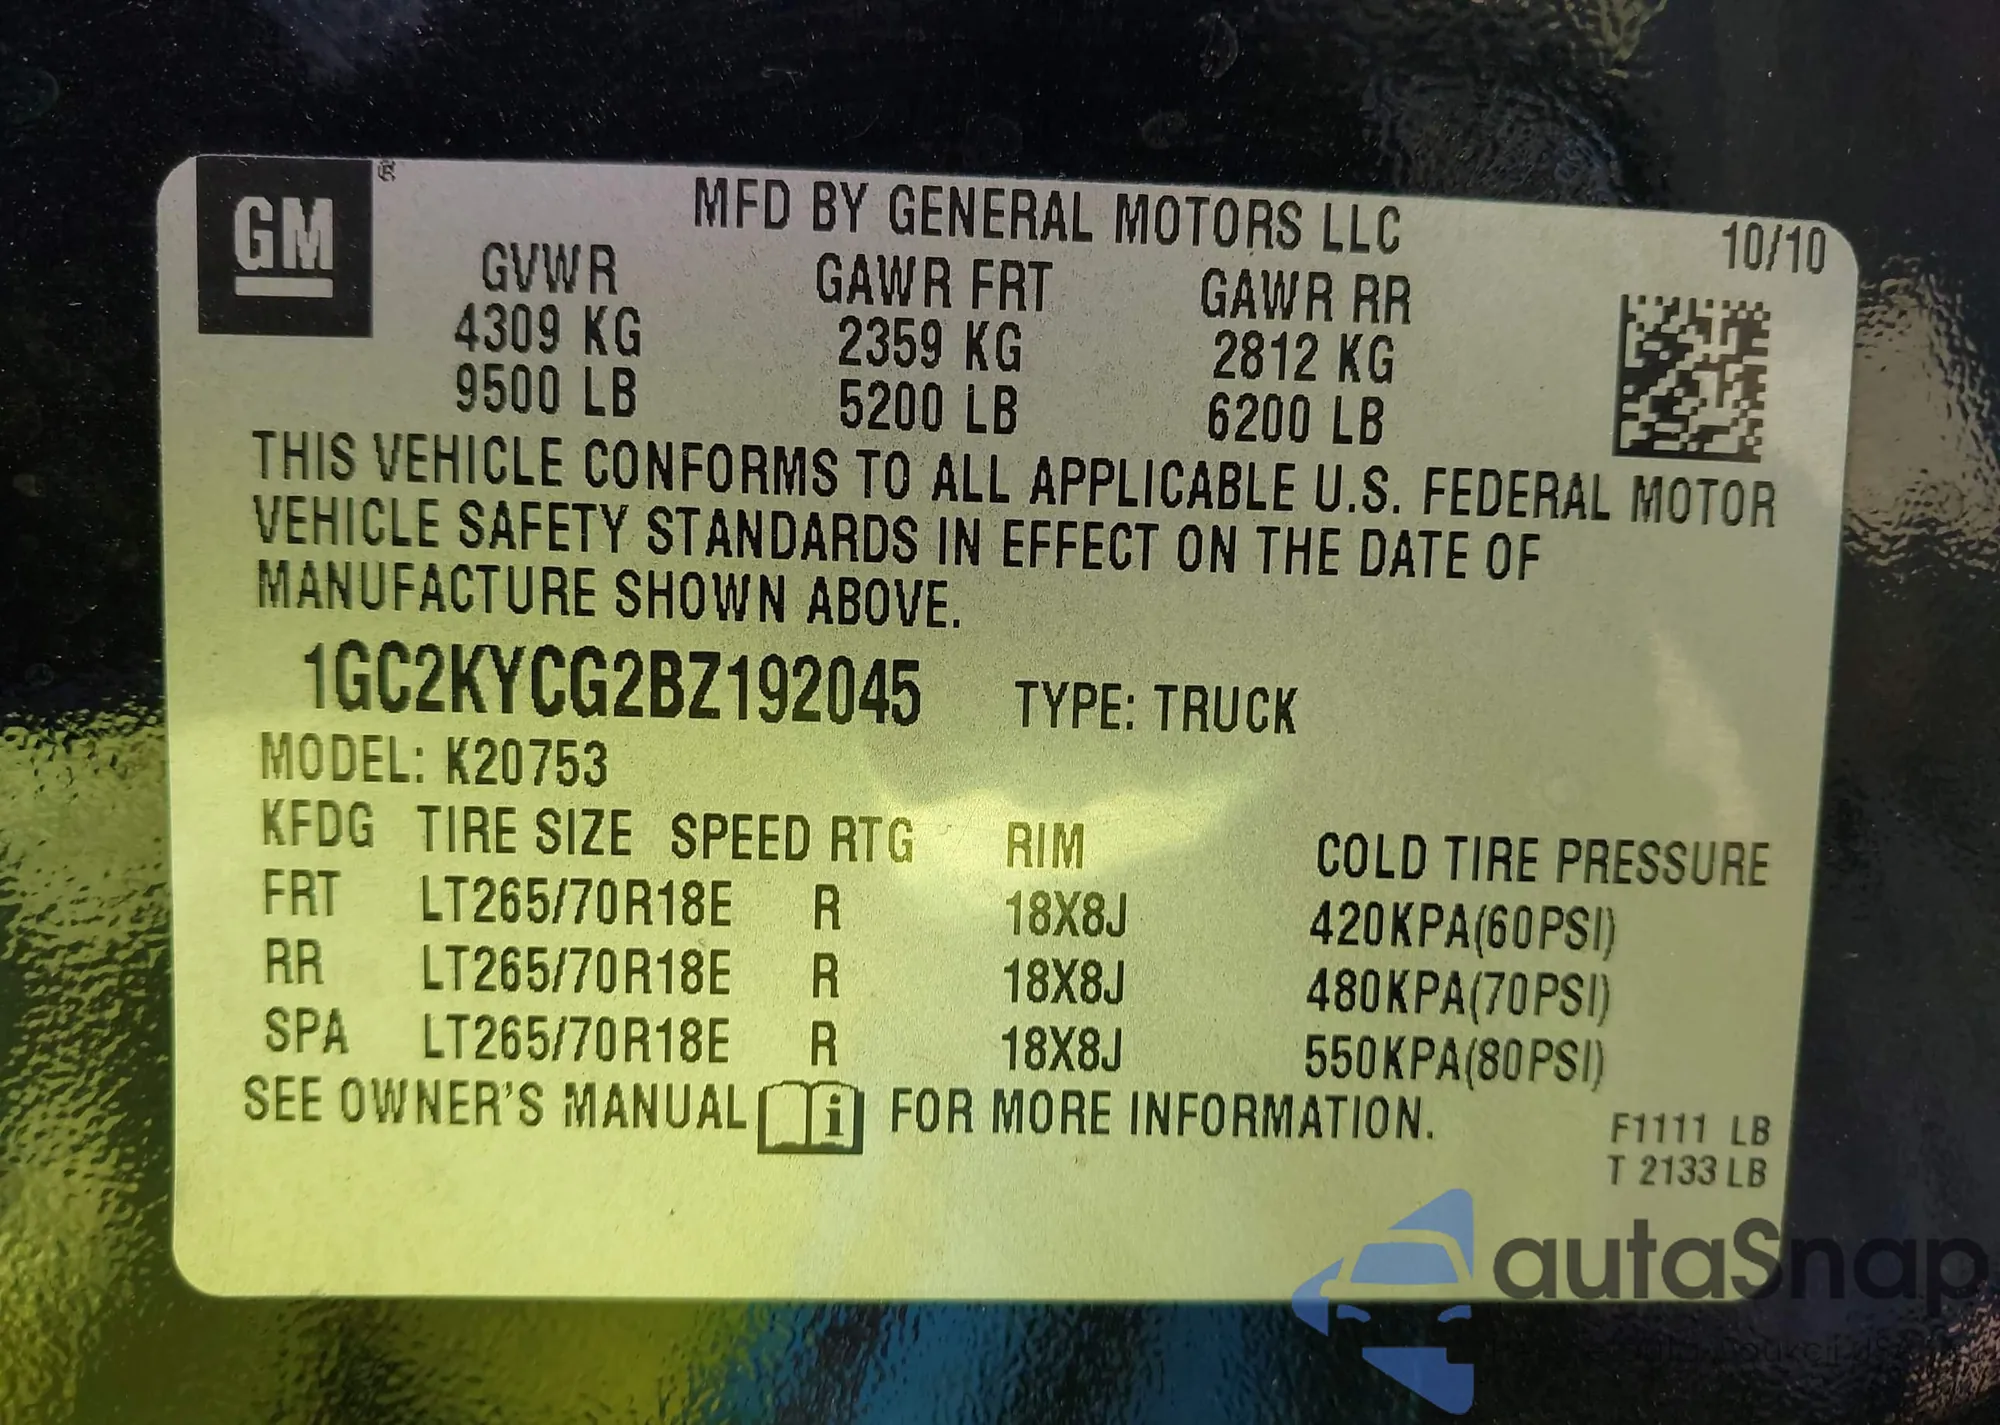 GM ®
MFD BY GENERAL MOTORS LLC 10/10
GVWR GAWR FRT GAWR RR
4309 KG 2359 KG 2812 KG
9500 LB 5200 LB 6200 LB
THIS VEHICLE CONFORMS TO ALL APPLICABLE U.S. FEDERAL MOTOR
VEHICLE SAFETY STANDARDS IN EFFECT ON THE DATE OF
MANUFACTURE SHOWN ABOVE.
1GC2KYCG2BZ192045 TYPE: TRUCK
MODEL: K20753
KFDG TIRE SIZE SPEED RTG RIM COLD TIRE PRESSURE
FRT LT265/70R18E R 18X8J 420KPA(60PSI)
RR LT265/70R18E R 18X8J 480KPA(70PSI)
SPA LT265/70R18E R 18X8J 550KPA(80PSI)
SEE OWNER'S MANUAL i FOR MORE INFORMATION.
F1111 LB
T 2133 LB
autaSnap